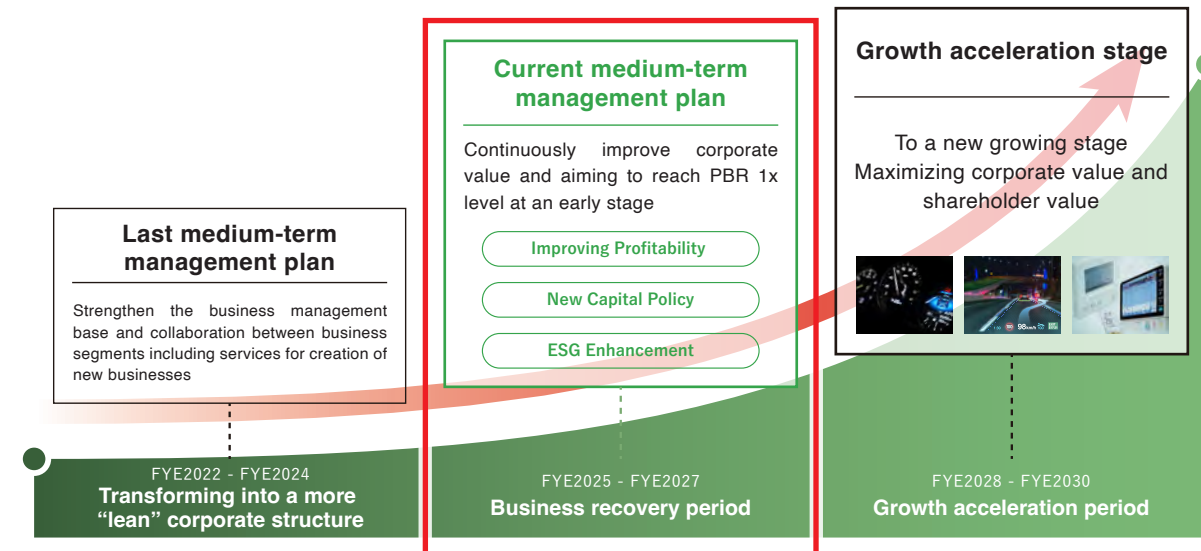 Last medium-term
management plan
Strengthen the business management
base and collaboration between business
segments including services for creation of
new businesses
FYE2022 - FYE2024
Transforming into a more
“lean” corporate structure
Current medium-term
management plan
Continuously improve corporate
value and aiming to reach PBR 1x
level at an early stage
Improving Profitability
New Capital Policy
ESG Enhancement
FYE2025 - FYE2027
Business recovery period
Growth acceleration stage
To a new growing stage
Maximizing corporate value and
shareholder value
98km/h
FYE2028 - FYE2030
Growth acceleration period